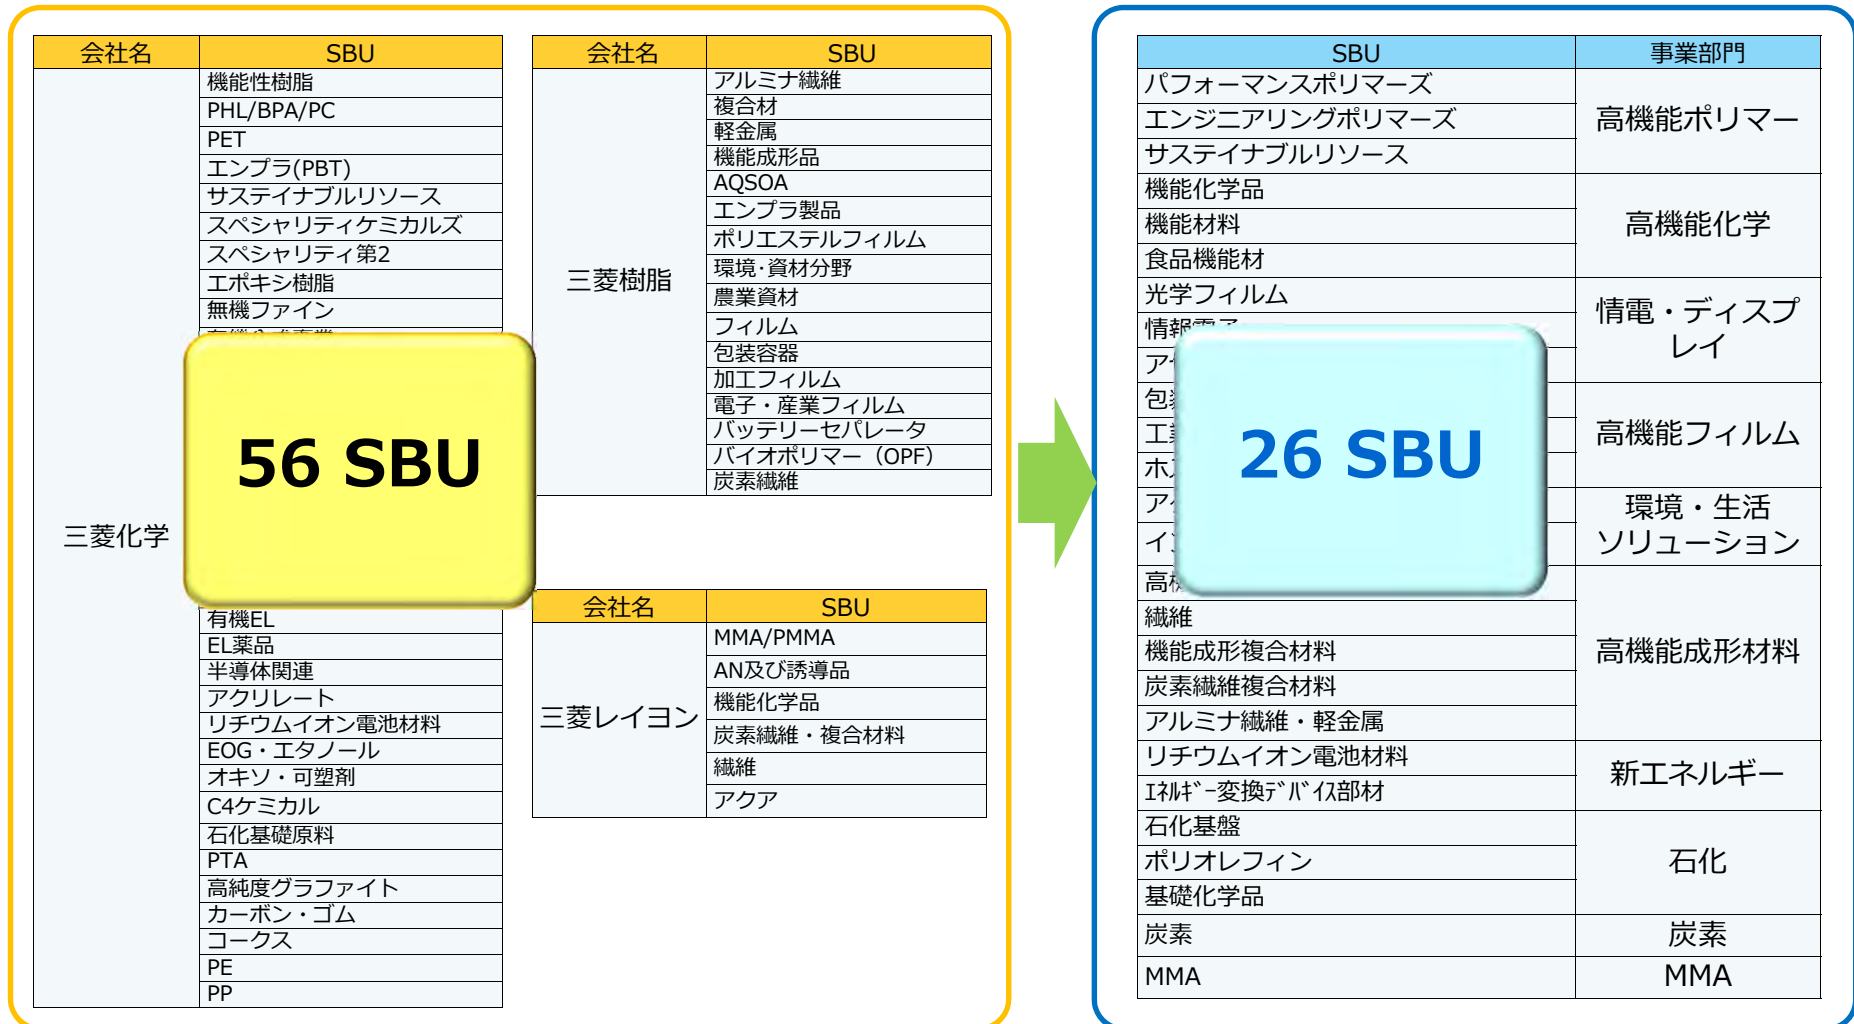 会社名 SBU
三菱化学
機能性樹脂
PHL/BPA/PC
PET
エンプラ(PBT)
サステイナブルリソース
スペシャリティケミカルズ
スペシャリティ第2
エポキシ樹脂
無機ファイン
56 SBU
有機EL
EL薬品
半導体関連
アクリレート
リチウムイオン電池材料
EOG・エタノール
オキソ・可塑剤
C4ケミカル
石化基礎原料
PTA
高純度グラファイト
カーボン・ゴム
コークス
PE
PP
会社名 SBU
三菱樹脂
アルミナ繊維
複合材
軽金属
機能成形品
AQSOA
エンプラ製品
ポリエステルフィルム
環境・資材分野
農業資材
フィルム
包装容器
加工フィルム
電子・産業フィルム
バッテリーセパレータ
バイオポリマー（OPF）
炭素繊維
会社名 SBU
三菱レイヨン
MMA/PMMA
AN及び誘導品
機能化学品
炭素繊維・複合材料
繊維
アクア
SBU 事業部門
パフォーマンスポリマーズ
エンジニアリングポリマーズ
サステイナブルリソース
高機能ポリマー
機能化学品
機能材料
食品機能材
高機能化学
光学フィルム
情報
ア
情電・ディスプ
レイ
包
工
ホ
高機能フィルム
ア
イ
環境・生活
ソリューション
26 SBU
高機
繊維
機能成形複合材料
炭素繊維複合材料
アルミナ繊維・軽金属
高機能成形材料
リチウムイオン電池材料
ｴﾈﾙｷﾞｰ変換ﾃﾞﾊﾞｲｽ部材
新エネルギー
石化基盤
ポリオレフィン
基礎化学品
石化
炭素 炭素
MMA MMA